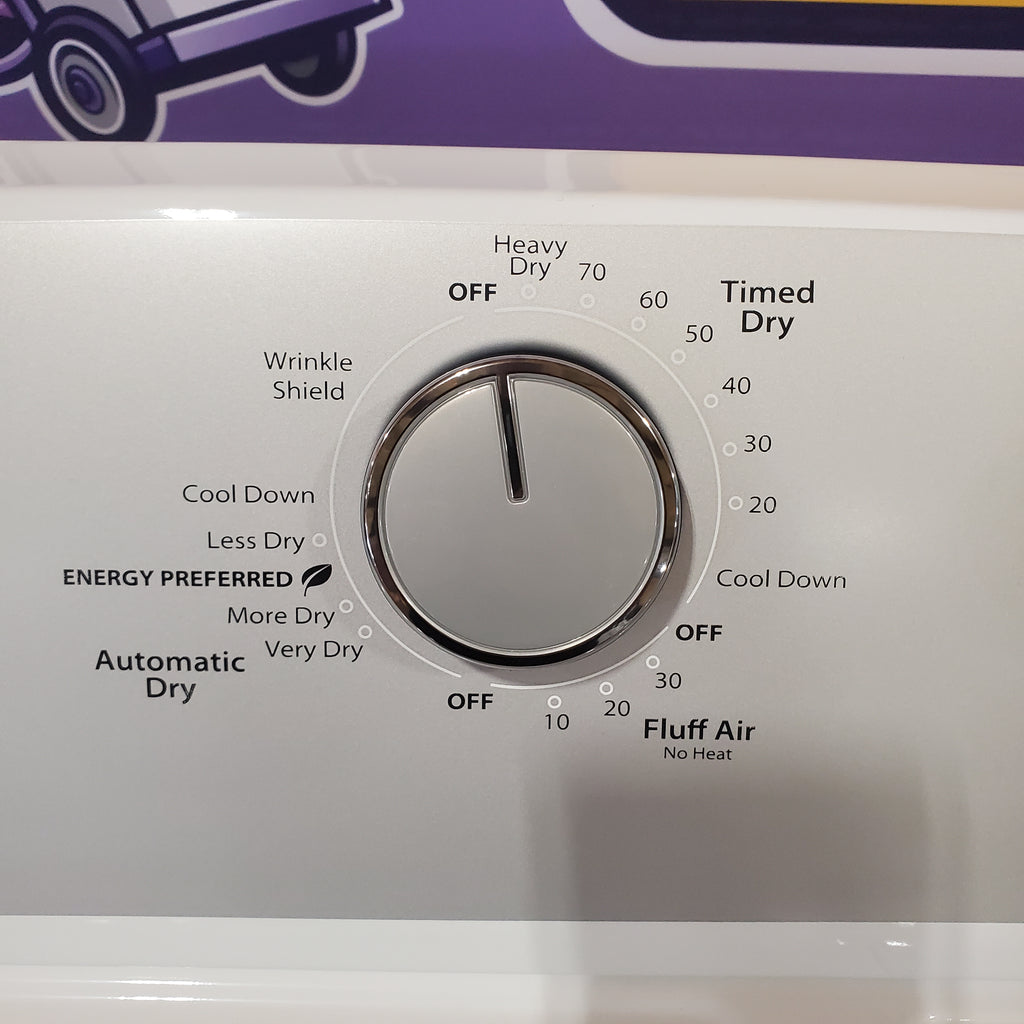 Heavy
Dry
OFF
70
60
50
40
30
20
Timed
Dry
Cool Down
OFF
30
20
10
Fluff Air
No Heat
OFF
Wrinkle
Shield
Cool Down
Less Dry
ENERGY PREFERRED
More Dry
Very Dry
Automatic
Dry